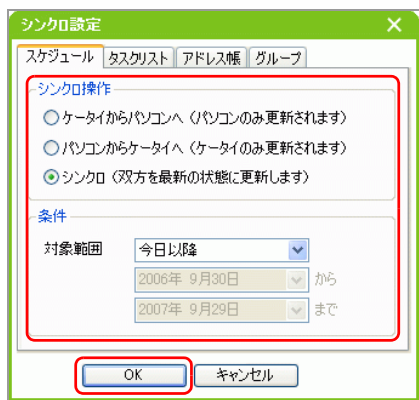 シンクロ設定
スケジュール タスクリスト アドレス帳 グループ
シンクロ操作
ケータイからパソコンへ（パソコンのみ更新されます）
パソコンからケータイへ（ケータイのみ更新されます）
シンクロ（双方を最新の状態に更新します）
条件
対象範囲 今日以降
2006年 9月30日 から
2007年 9月29日 まで
OK キャンセル